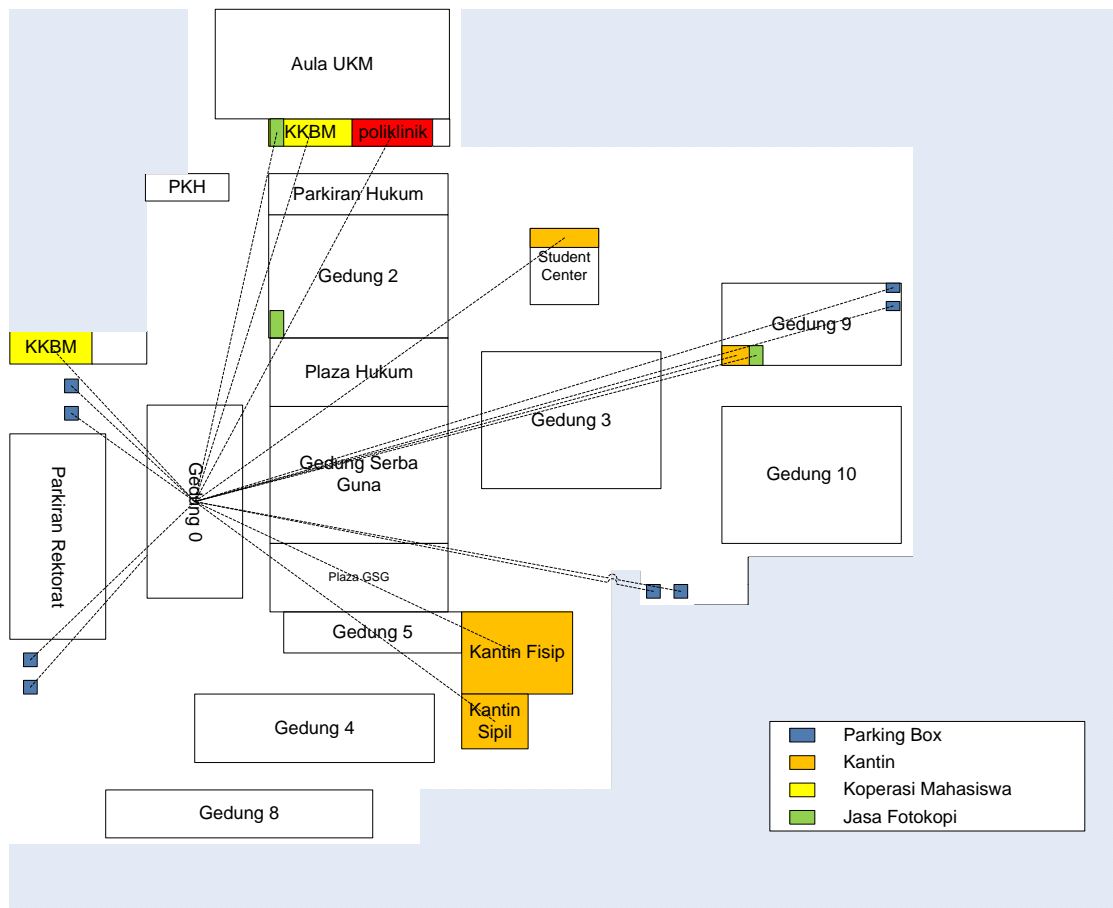 Aula UKM
KKBM
poliklinik
PKH
Parkiran Hukum
Gedung 2
Student
Center
Gedung 9
KKBM
Plaza Hukum
Gedung 3
Gedung Serba
Guna
Gedung 10
Gedung 0
Parkiran Rektorat
Plaza GSG
Gedung 5
Kantin Fisip
Kantin
Sipil
Gedung 4
Gedung 8
Parking Box
Kantin
Koperasi Mahasiswa
Jasa Fotokopi